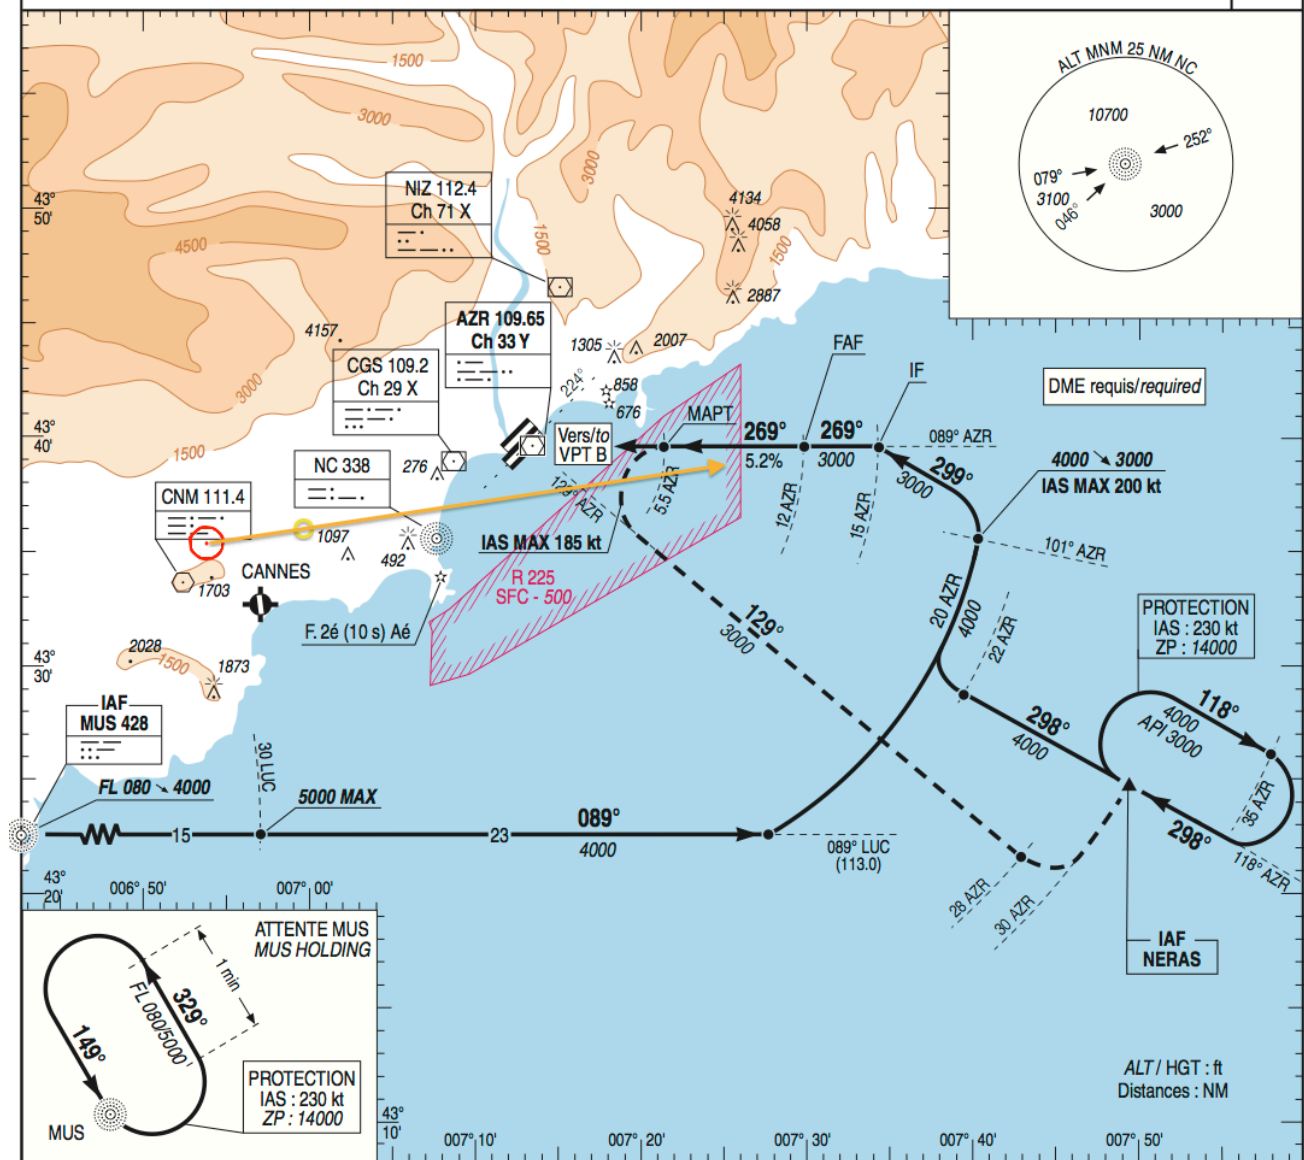 ALT MNM 25 NM NC
10700
252°
079°
3100
046°
3000
1500
3000
3000
4500
1500
1500
3000
1500
43°
50'
NIZ 112.4
Ch 71 X
4134
4058
2887
4157
AZR 109.65
Ch 33 Y
1305
2007
858
676
224°
CGS 109.2
Ch 29 X
FAF
IF
DME requis/required
43°
40'
MAPT
Vers/to
VPT B
269°
5.2%
269°
3000
089° AZR
299°
3000
4000 ↘ 3000
IAS MAX 200 kt
NC 338
276
CNM 111.4
129° AZR
5.5 AZR
12 AZR
15 AZR
1097
492
IAS MAX 185 kt
101° AZR
R 225
SFC - 500
1703
CANNES
F. 2é (10 s) Aé
20 AZR
4000
22 AZR
129°
3000
PROTECTION
IAS : 230 kt
ZP : 14000
2028
1500
1873
43°
30'
IAF
MUS 428
298°
4000
118°
4000
API 3000
35 AZR
298°
118° AZR
30 LUC
FL 080 ↘ 4000
5000 MAX
15
23
089°
4000
089° LUC
(113.0)
28 AZR
30 AZR
IAF
NERAS
43°
20'
006° 50'
007° 00'
ATTENTE MUS
MUS HOLDING
1 min
329°
FL 080/5000
149°
MUS
PROTECTION
IAS : 230 kt
ZP : 14000
ALT / HGT : ft
Distances : NM
43°
10'
007° 10'
007° 20'
007° 30'
007° 40'
007° 50'